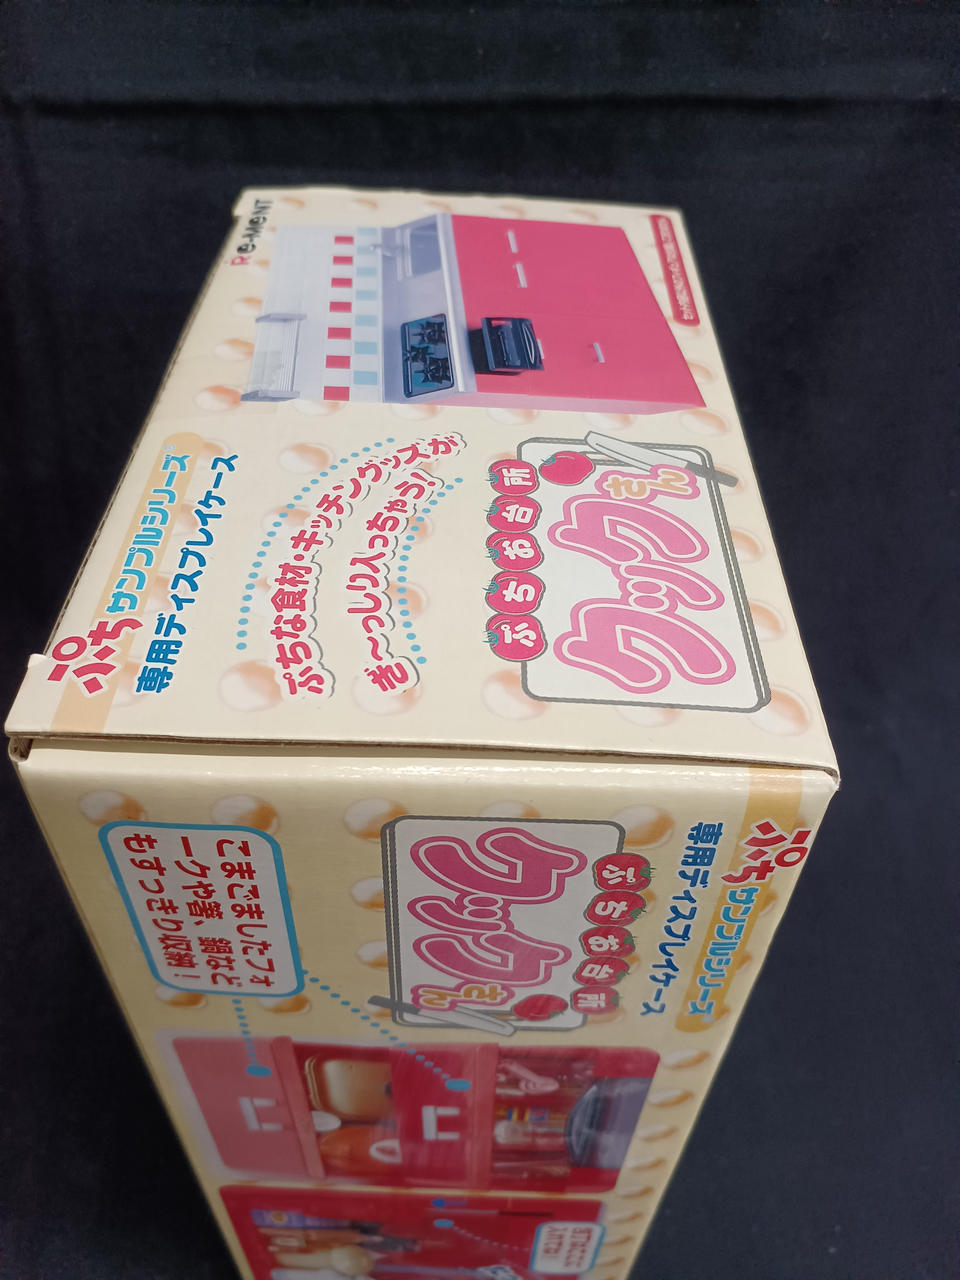 Re-MeNT
ぷちサンプルシリーズ
専用ディスプレイケース
ぷちな食材・キッチングッズが
ぎ〜っしり入っちゃう!
ぷちお台所
クックさん
ぷちサンプルシリーズ
専用ディスプレイケース
ぷちお台所
クックさん
こまごましたフォ
ークや箸、鍋など
もすっきり収納!